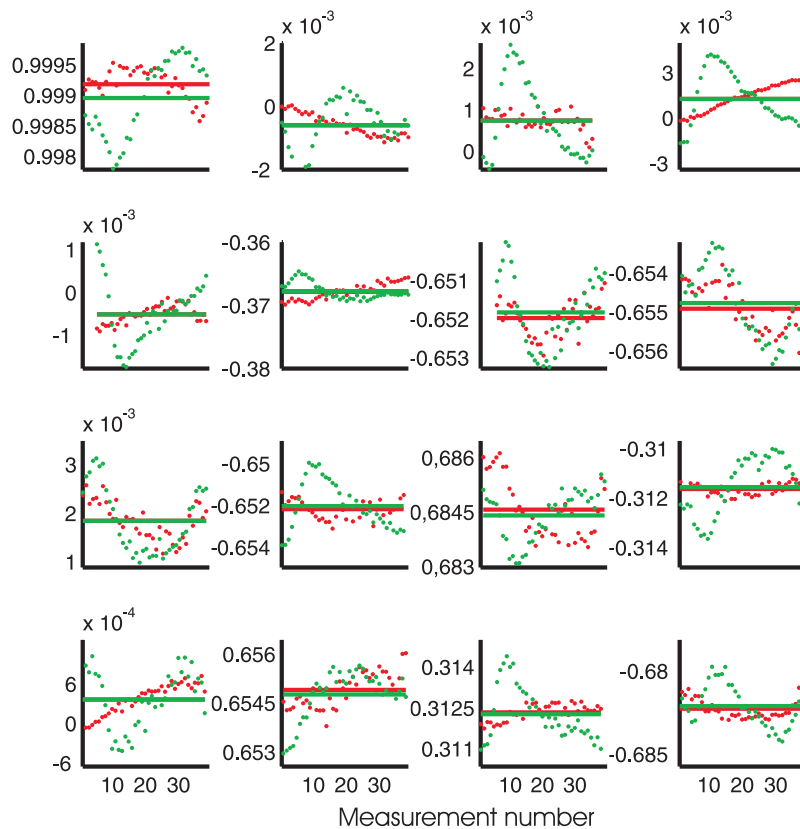 x 10⁻³ x 10⁻³
0.9995 0.999 0.9985 0.998
2 0 -2
2 1 0
3 0 -3
x 10⁻³
1 0 -1
-0.36 -0.37 -0.38
-0.651 -0.652 -0.653
-0.654 -0.655 -0.656
x 10⁻³
3 2 1
-0.65 -0.652 -0.654
0,686 0,6845 0,683
-0.31 -0.312 -0.314
x 10⁻⁴
6 0 -6
0.656 0.6545 0.653
0.314 0.3125 0.311
-0.68 -0.685
10 20 30 10 20 30 10 20 30 10 20 30
Measurement number